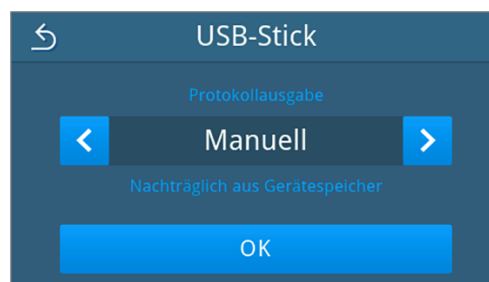 USB-Stick
Protokollausgabe
Manuell
Nachträglich aus Gerätespeicher
OK